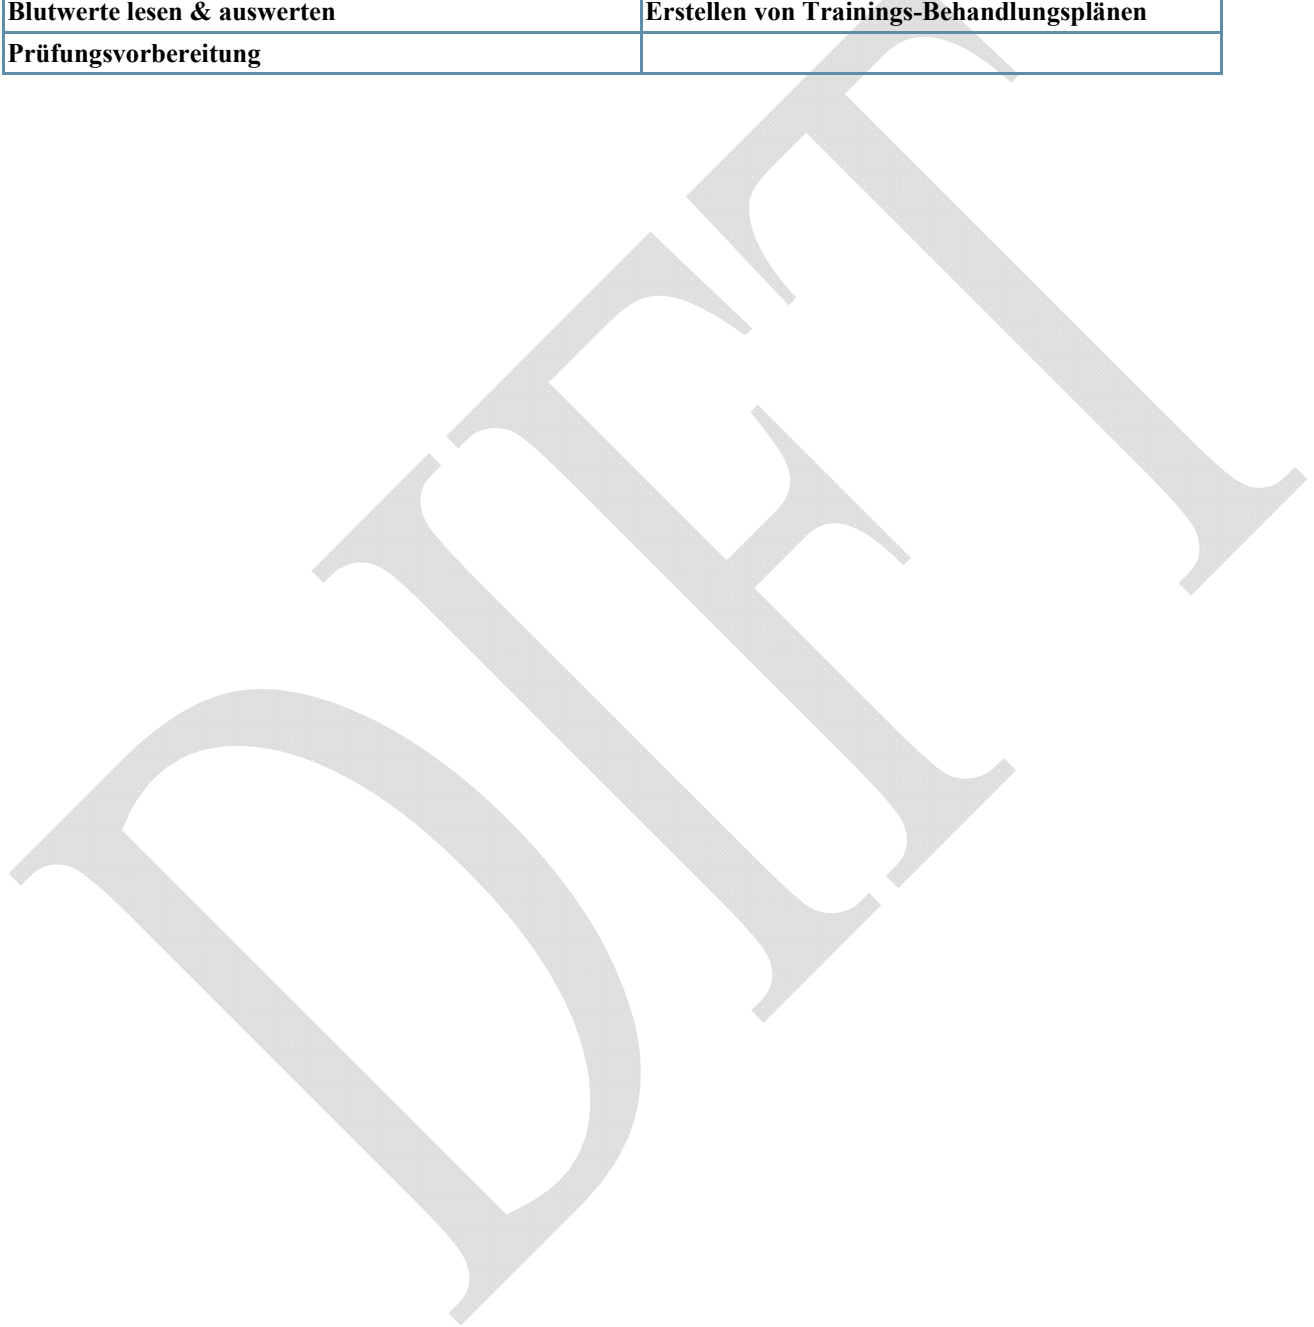 Blutwerte lesen & auswerten
Erstellen von Trainings-Behandlungsplänen
Prüfungsvorbereitung
DIFT